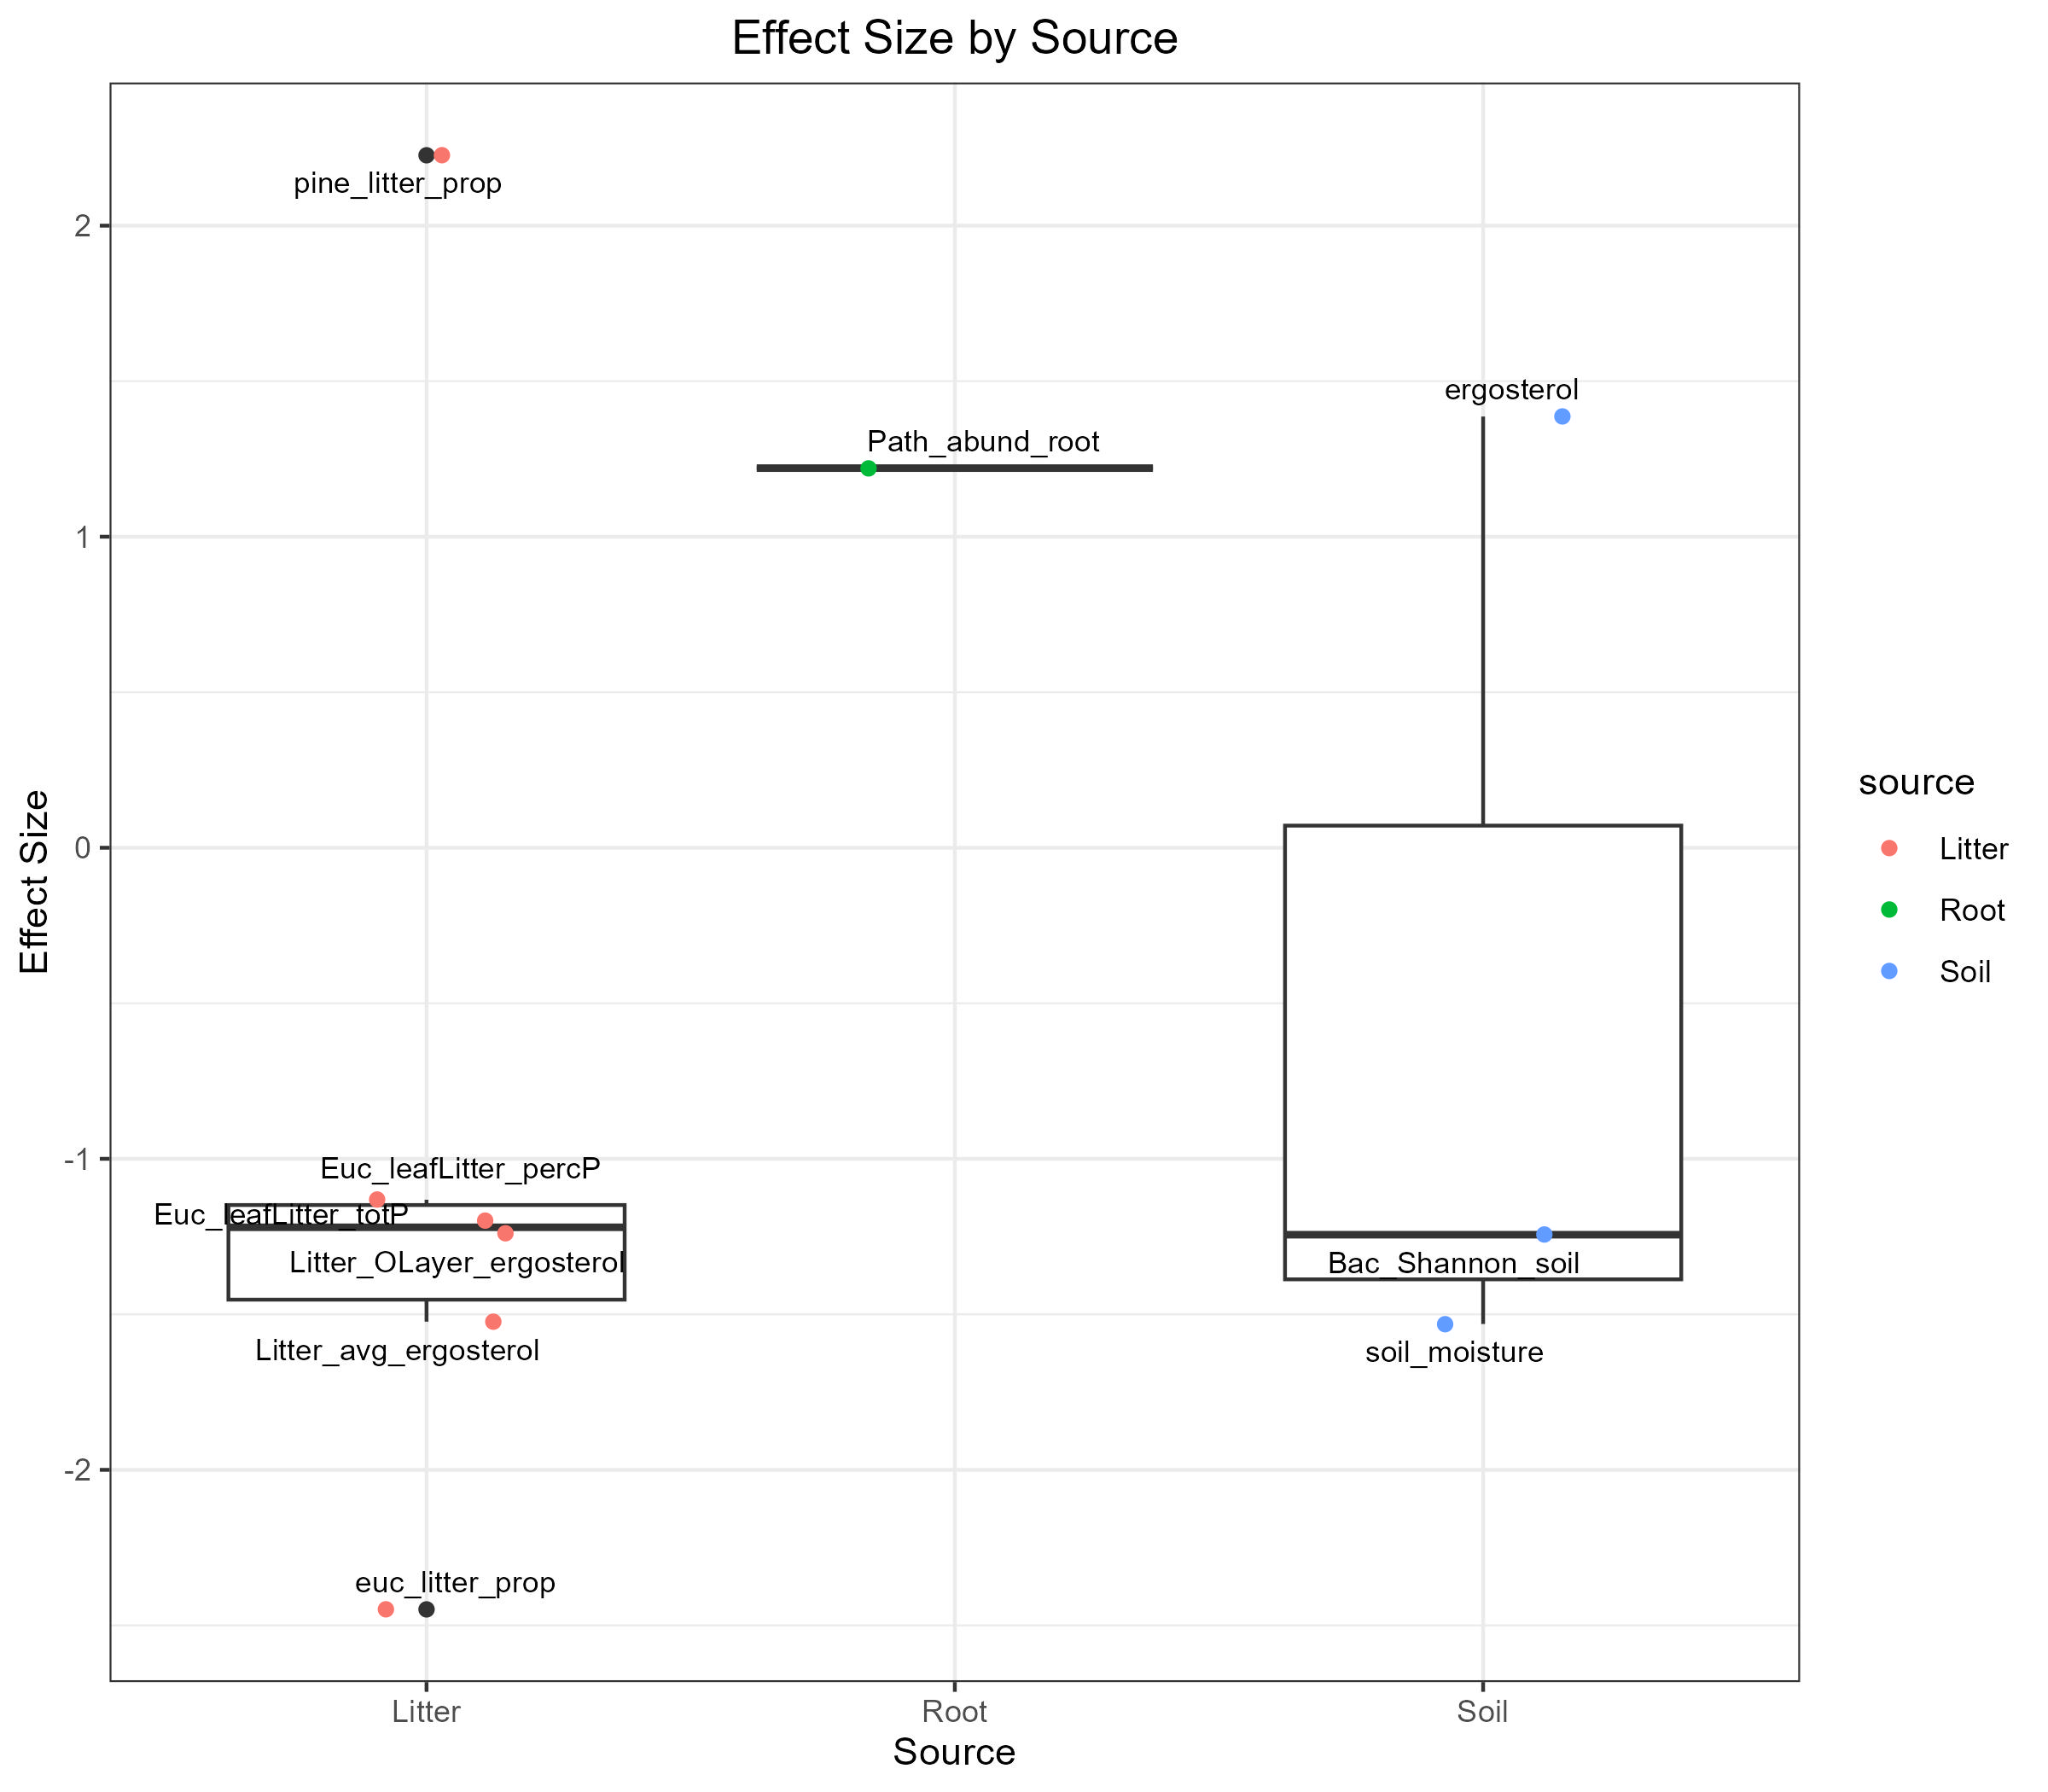 Effect Size by Source
pine_litter_prop
2
ergosterol
Path_abund_root
1
source
Effect Size
0
Litter
Root
Soil
-1
Euc_leafLitter_percP
Euc_leafLitter_totP
Litter_OLayer_ergosterol
Bac_Shannon_soil
Litter_avg_ergosterol
soil_moisture
-2
euc_litter_prop
Litter
Root
Soil
Source